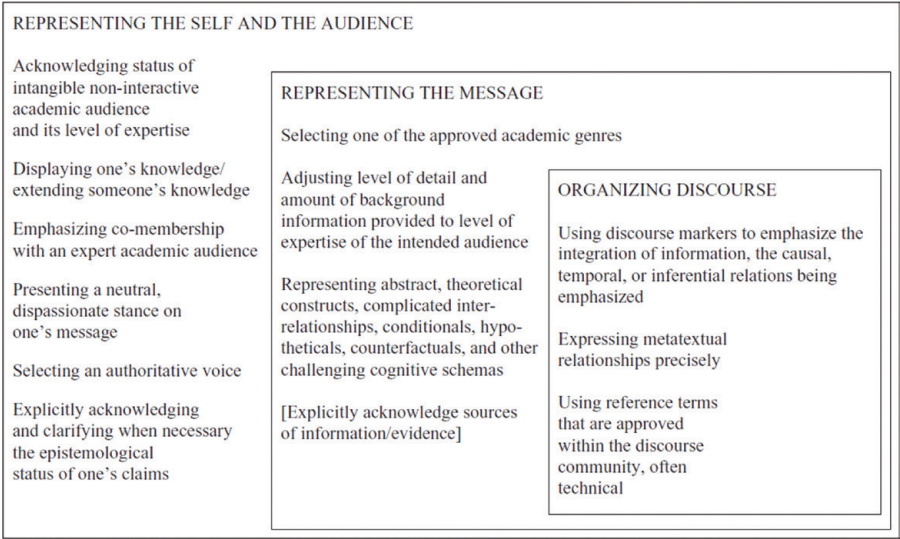 REPRESENTING THE SELF AND THE AUDIENCE
Acknowledging status of
intangible non-interactive
academic audience
and its level of expertise
Displaying one’s knowledge/
extending someone’s knowledge
Emphasizing co-membership
with an expert academic audience
Presenting a neutral,
dispassionate stance on
one’s message
Selecting an authoritative voice
Explicitly acknowledging
and clarifying when necessary
the epistemological
status of one’s claims
REPRESENTING THE MESSAGE
Selecting one of the approved academic genres
Adjusting level of detail and
amount of background
information provided to level of
expertise of the intended audience
Representing abstract, theoretical
constructs, complicated inter-
relationships, conditionals, hypo-
theticals, counterfactuals, and other
challenging cognitive schemas
[Explicitly acknowledge sources
of information/evidence]
ORGANIZING DISCOURSE
Using discourse markers to emphasize the
integration of information, the causal,
temporal, or inferential relations being
emphasized
Expressing metatextual
relationships precisely
Using reference terms
that are approved
within the discourse
community, often
technical